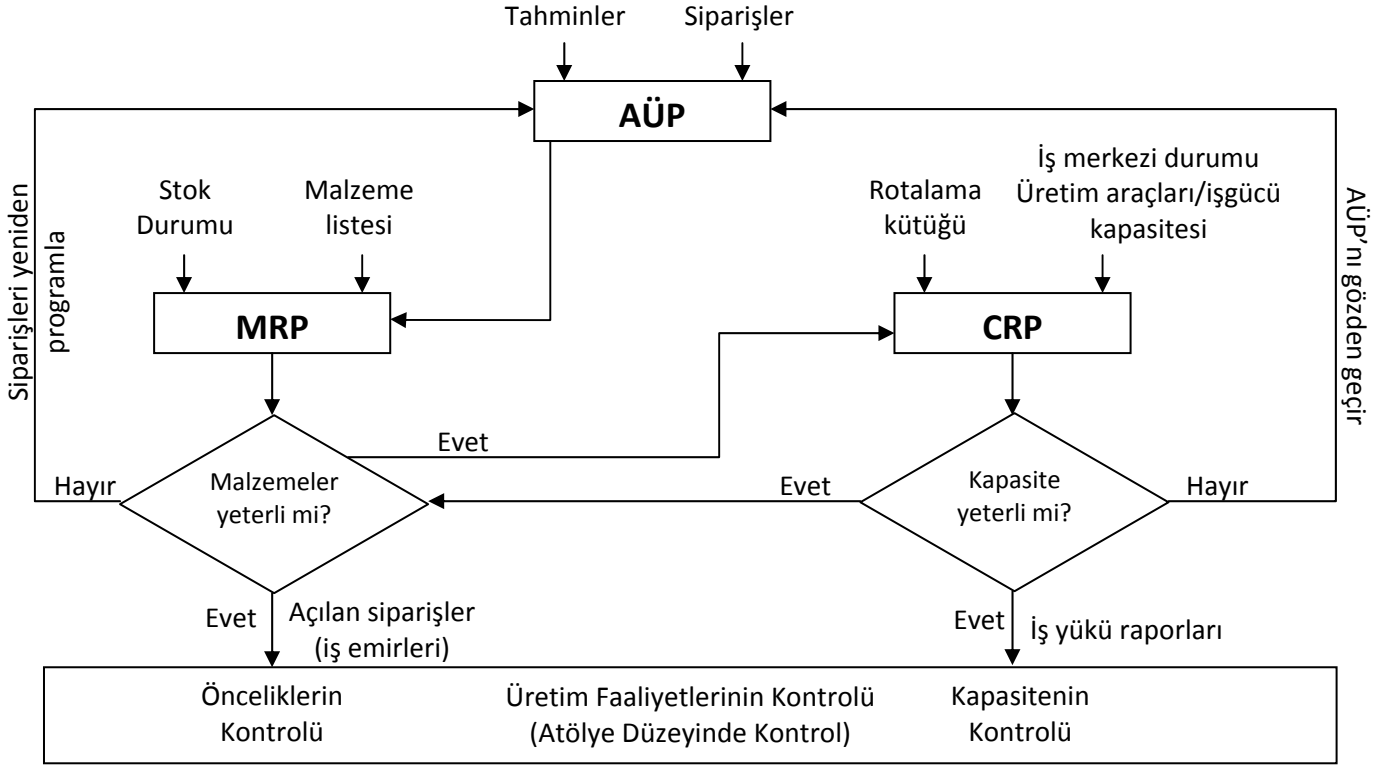 Tahminler
Siparişler
AÜP
Stok
Durumu
Malzeme
listesi
Rotalama
kütüğü
İş merkezi durumu
Üretim araçları/işgücü
kapasitesi
Siparişleri yeniden
programla
AÜP’nı gözden geçir
MRP
CRP
Evet
Hayır
Malzemeler
yeterli mi?
Evet
Kapasite
yeterli mi?
Hayır
Evet
Açılan siparişler
(iş emirleri)
Evet
İş yükü raporları
Önceliklerin
Kontrolü
Üretim Faaliyetlerinin Kontrolü
(Atölye Düzeyinde Kontrol)
Kapasitenin
Kontrolü